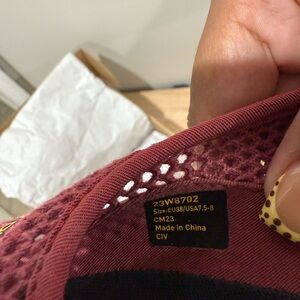 23W8702
Size:EU38/USA7.5-8
CM23
Made in China
CIV